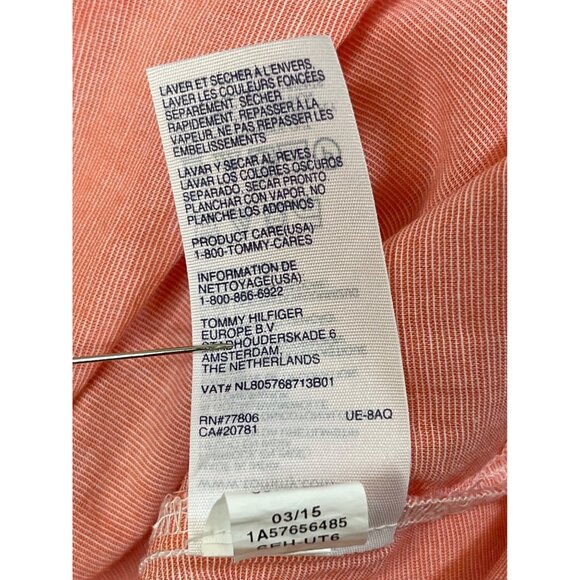 LAVER ET SECHER À L'ENVERS,
LAVER LES COULEURS FONCÉES
SEPAREMENT. SÉCHER
RAPIDEMENT, REPASSER À LA
VAPEUR. NE PAS REPASSER LES
EMBELISSEMENTS
LAVAR Y SECAR AL REVES
LAVAR LOS COLORES OSCUROS
SEPARADO, SECAR PRONTO
PLANCHAR CON VAPOR, NO
PLANCHE LOS ADORNOS
PRODUCT CARE(USA)
1-800-TOMMY-CARES
INFORMATION DE
NETTOYAGE(USA)
1-800-866-6922
TOMMY HILFIGER
EUROPE B.V
6
AMSTERDAM,
THE NETHERLANDS
VAT# NL805768713B01
RN#77806 UE-8AQ
CA#20781
03/15
1A57656485